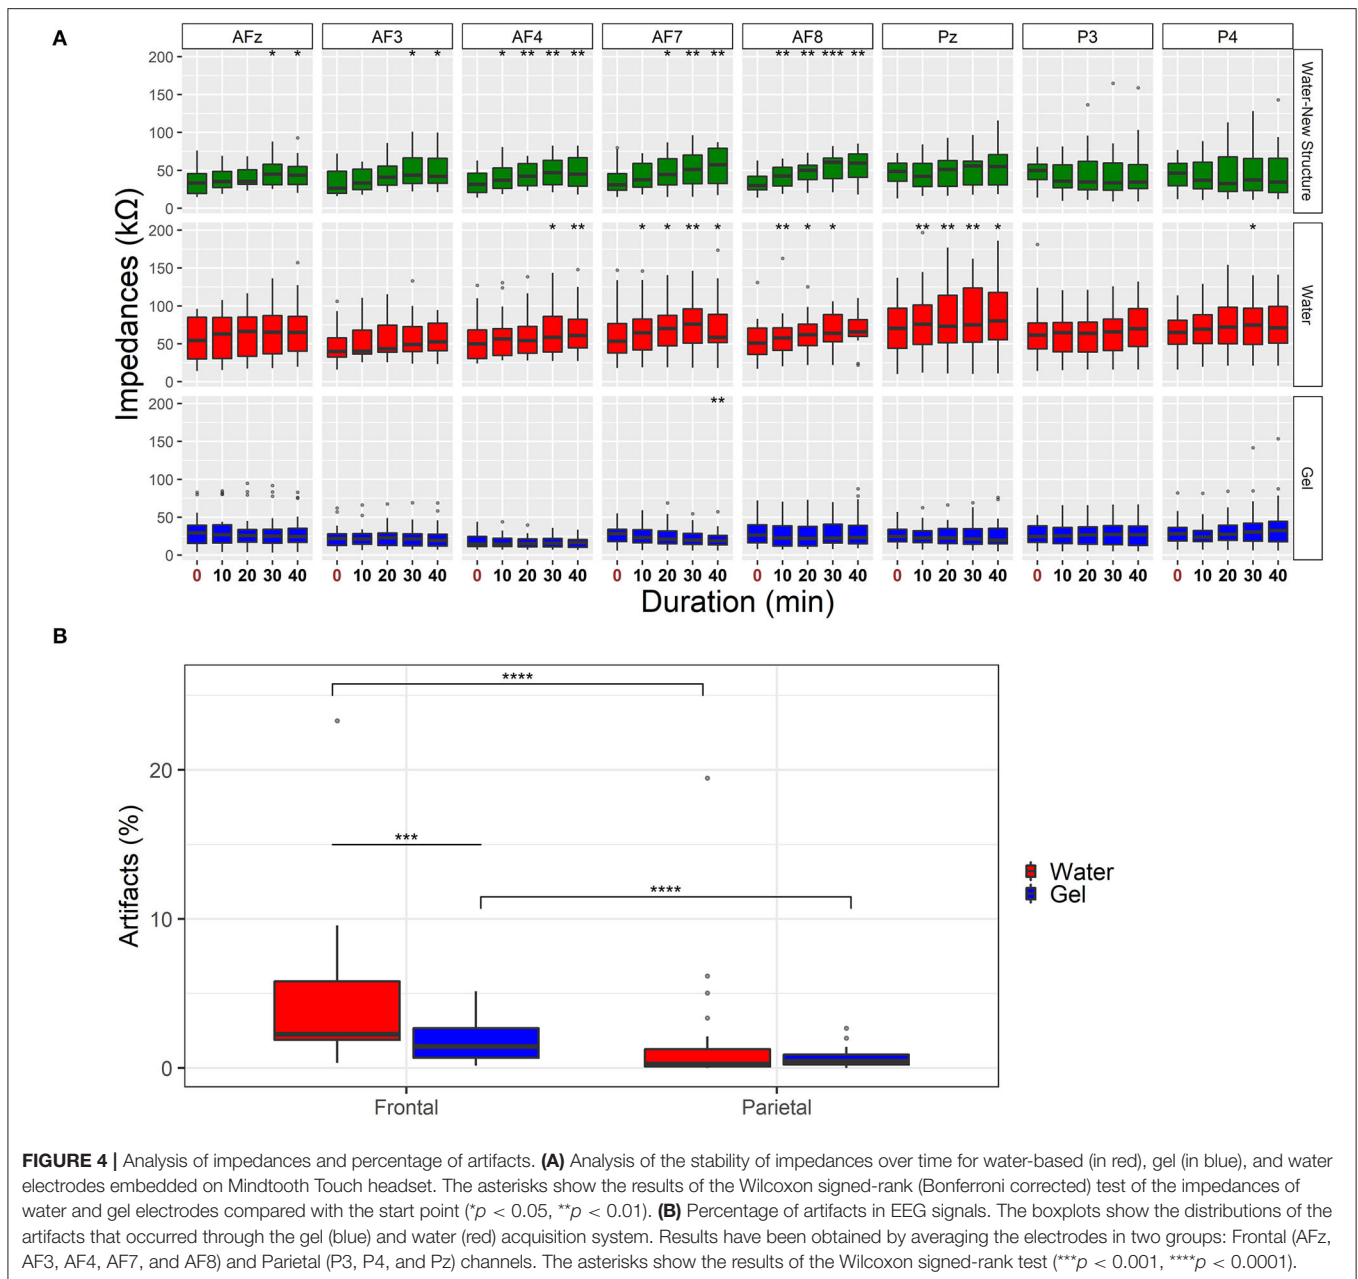 A
AFz AF3 AF4 AF7 AF8 Pz P3 P4
* * * * * ** ** ** * ** ** ** ** *** **
200
150
100
50
0
Water-New Structure
* ** * * ** * ** * * ** ** ** * *
200
150
100
50
0
Water
**
200
150
100
50
0
Gel
Impedances (kΩ)
0 10 20 30 40 0 10 20 30 40 0 10 20 30 40 0 10 20 30 40 0 10 20 30 40 0 10 20 30 40 0 10 20 30 40 0 10 20 30 40
Duration (min)
B
****
20
***
****
10
0
Artifacts (%)
Frontal Parietal
Water
Gel
FIGURE 4 | Analysis of impedances and percentage of artifacts. (A) Analysis of the stability of impedances over time for water-based (in red), gel (in blue), and water
electrodes embedded on Mindtooth Touch headset. The asterisks show the results of the Wilcoxon signed-rank (Bonferroni corrected) test of the impedances of
water and gel electrodes compared with the start point (*p < 0.05, **p < 0.01). (B) Percentage of artifacts in EEG signals. The boxplots show the distributions of the
artifacts that occurred through the gel (blue) and water (red) acquisition system. Results have been obtained by averaging the electrodes in two groups: Frontal (AFz,
AF3, AF4, AF7, and AF8) and Parietal (P3, P4, and Pz) channels. The asterisks show the results of the Wilcoxon signed-rank test (***p < 0.001, ****p < 0.0001).